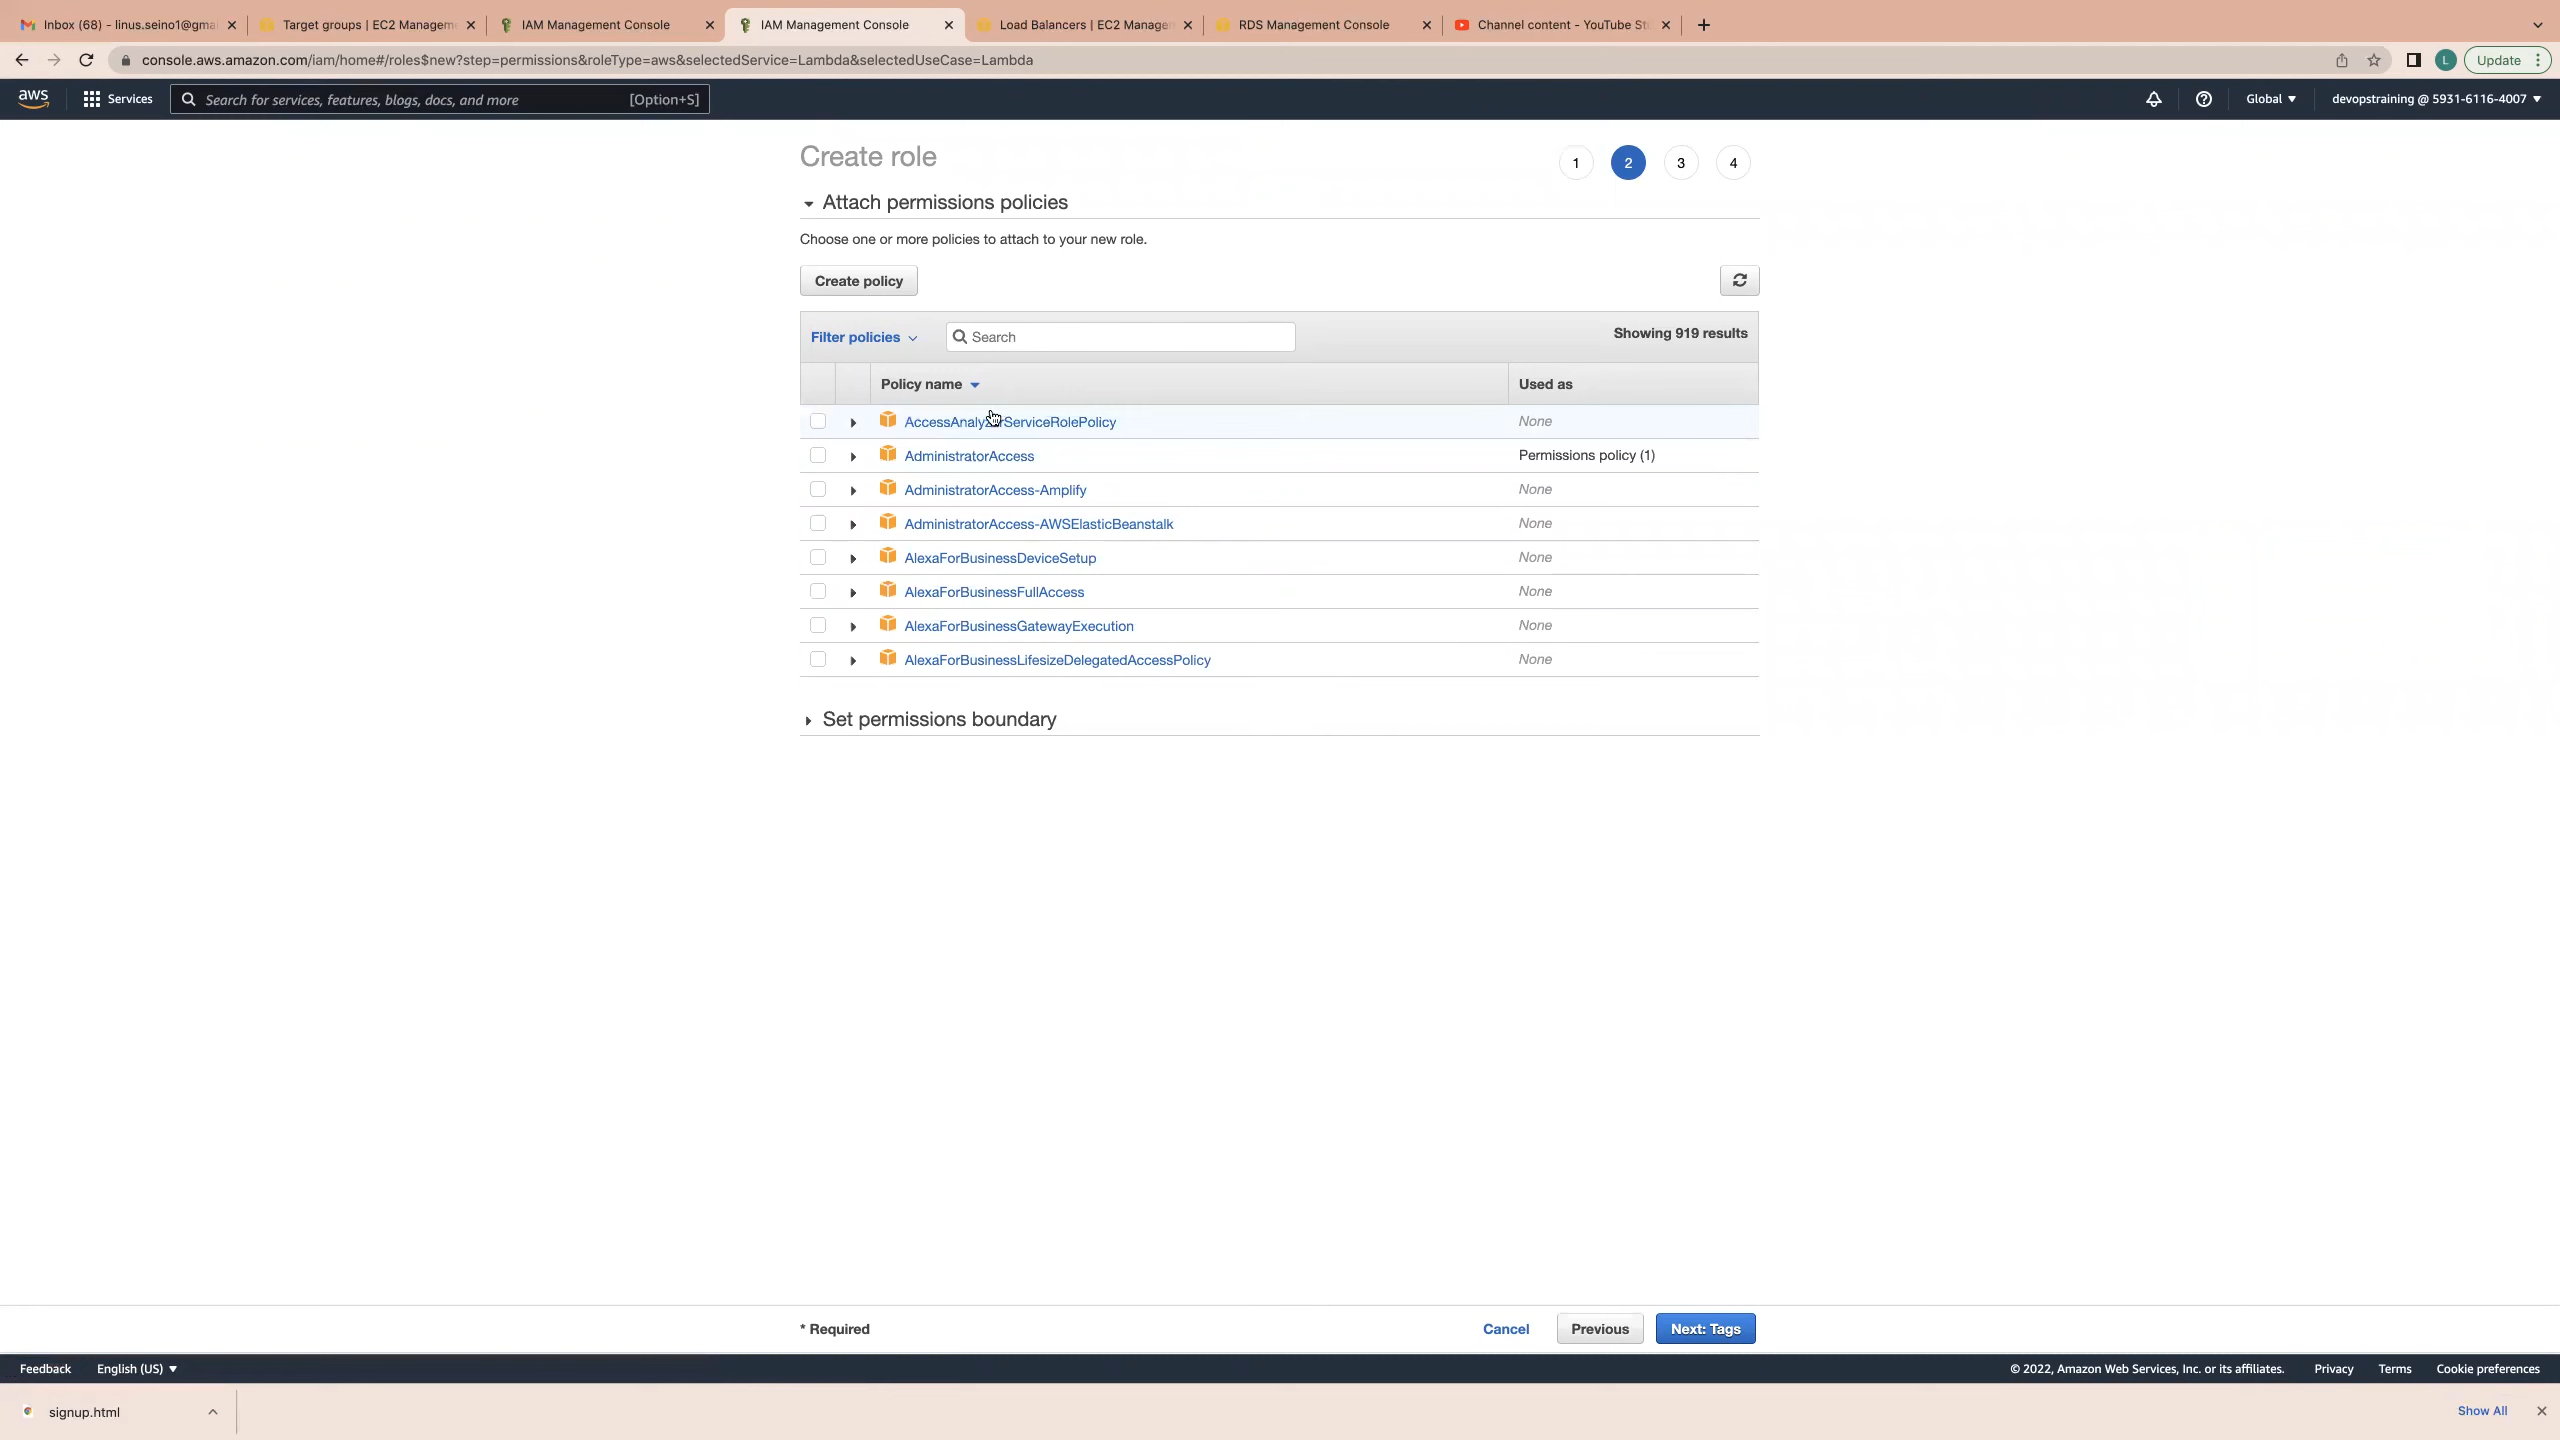 Inbox (68) - linus.seino1@gmai
Target groups | EC2 Manageme
IAM Management Console
IAM Management Console
Load Balancers | EC2 Managem
RDS Management Console
Channel content - YouTube Stu
console.aws.amazon.com/iam/home#/roles$new?step=permissions&roleType=aws&selectedService=Lambda&selectedUseCase=Lambda
L
Update
aws
Services
Search for services, features, blogs, docs, and more
[Option+S]
Global
devopstraining @ 5931-6116-4007
Create role
1
2
3
4
Attach permissions policies
Choose one or more policies to attach to your new role.
Create policy
Filter policies
Search
Showing 919 results
Policy name
Used as
AccessAnalyzerServiceRolePolicy
None
AdministratorAccess
Permissions policy (1)
AdministratorAccess-Amplify
None
AdministratorAccess-AWSElasticBeanstalk
None
AlexaForBusinessDeviceSetup
None
AlexaForBusinessFullAccess
None
AlexaForBusinessGatewayExecution
None
AlexaForBusinessLifesizeDelegatedAccessPolicy
None
Set permissions boundary
* Required
Cancel
Previous
Next: Tags
Feedback
English (US)
© 2022, Amazon Web Services, Inc. or its affiliates.
Privacy
Terms
Cookie preferences
signup.html
Show All